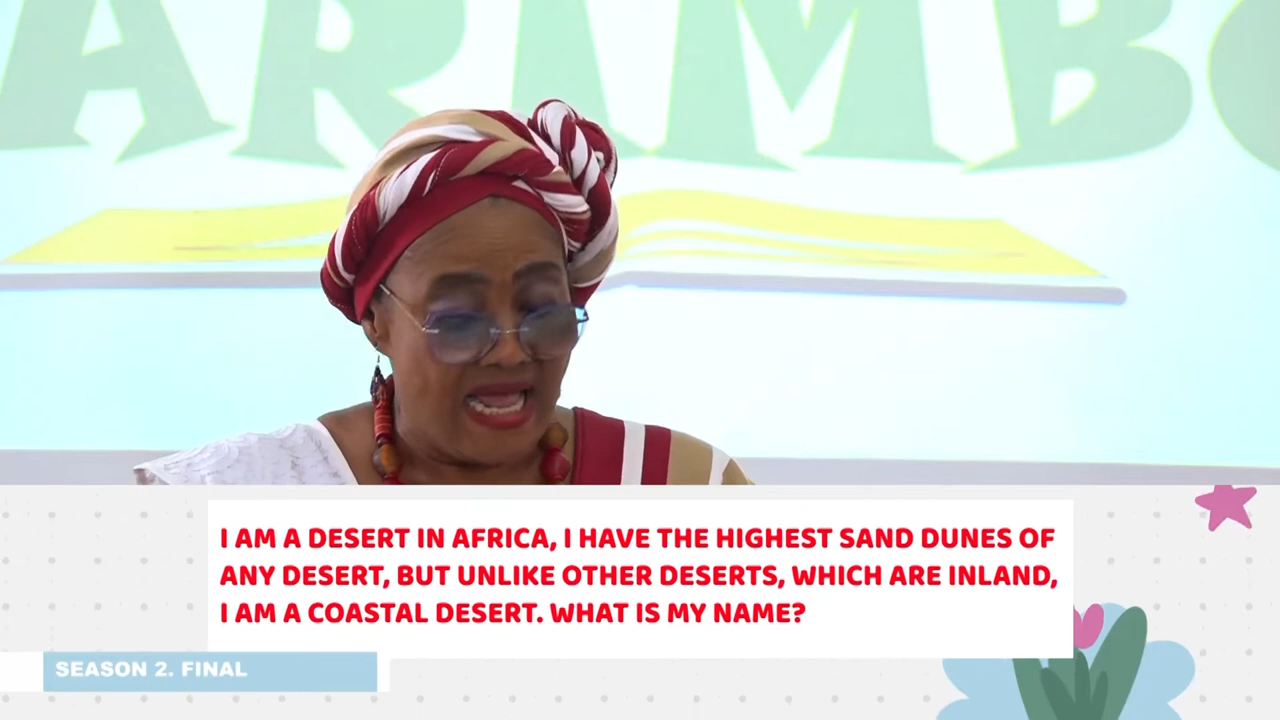 ARIMBO
I AM A DESERT IN AFRICA, I HAVE THE HIGHEST SAND DUNES OF
ANY DESERT, BUT UNLIKE OTHER DESERTS, WHICH ARE INLAND,
I AM A COASTAL DESERT. WHAT IS MY NAME?
SEASON 2. FINAL